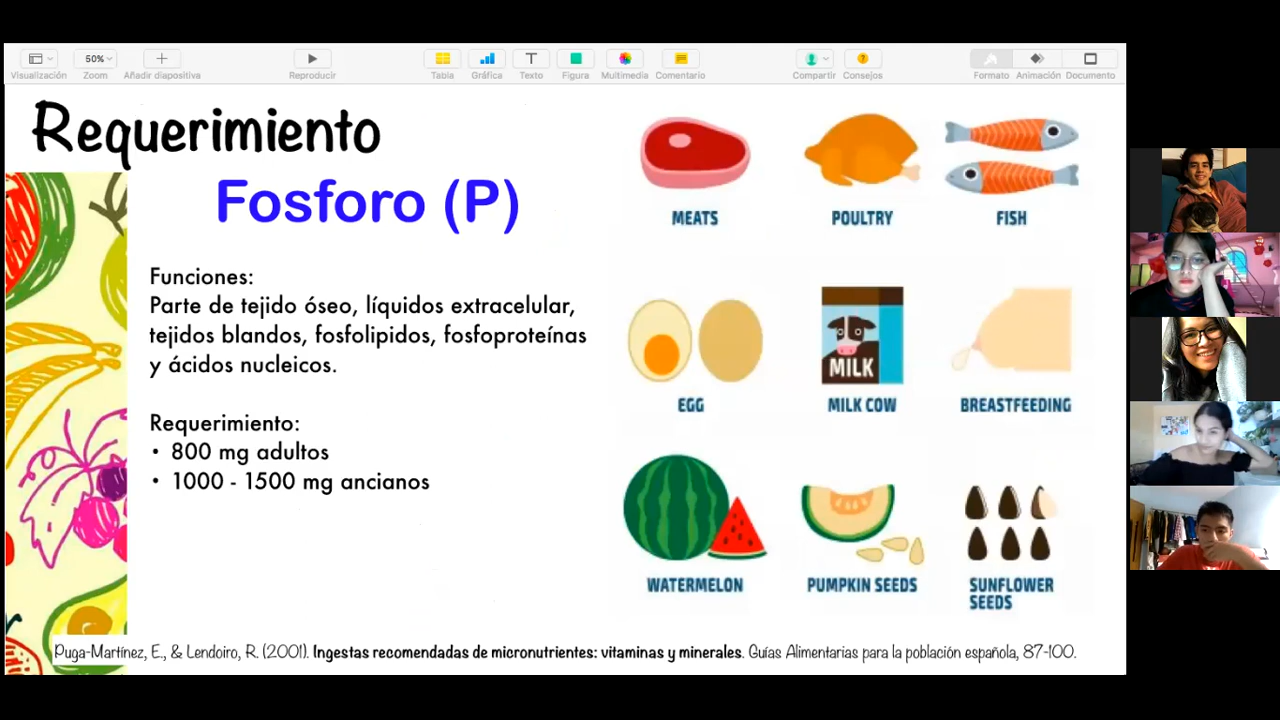 Visualización
50%
Zoom
Añadir diapositiva
Reproducir
Tabla
Gráfica
Texto
Figura
Multimedia
Comentario
Compartir
Consejos
Formato
Animación
Documento
Requerimiento
Fosforo (P)
Funciones:
Parte de tejido óseo, líquidos extracelular,
tejidos blandos, fosfolipidos, fosfoproteínas
y ácidos nucleicos.
Requerimiento:
• 800 mg adultos
• 1000 - 1500 mg ancianos
MEATS
POULTRY
FISH
EGG
MILK
MILK COW
BREASTFEEDING
WATERMELON
PUMPKIN SEEDS
SUNFLOWER
SEEDS
Puga-Martínez, E., & Lendoiro, R. (2001). Ingestas recomendadas de micronutrientes: vitaminas y minerales. Guías Alimentarias para la población española, 87-100.